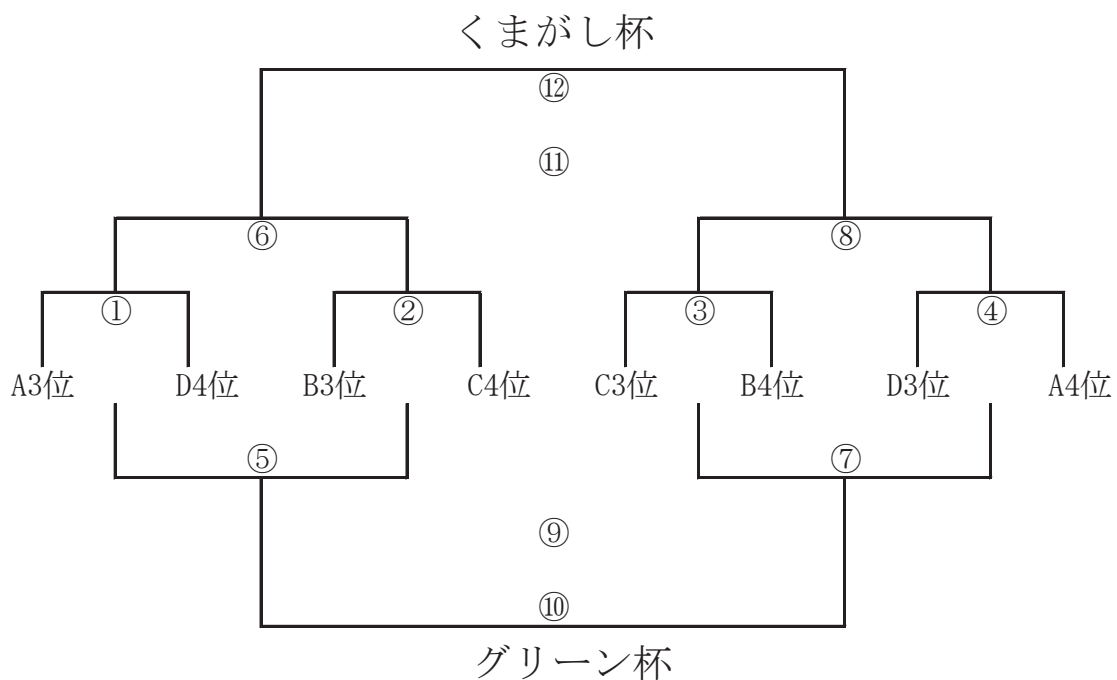 くまがし杯
⑫
⑪
⑥ ⑧
① ② ③ ④
A3位 D4位 B3位 C4位 C3位 B4位 D3位 A4位
⑤ ⑦
⑨
⑩
グリーン杯